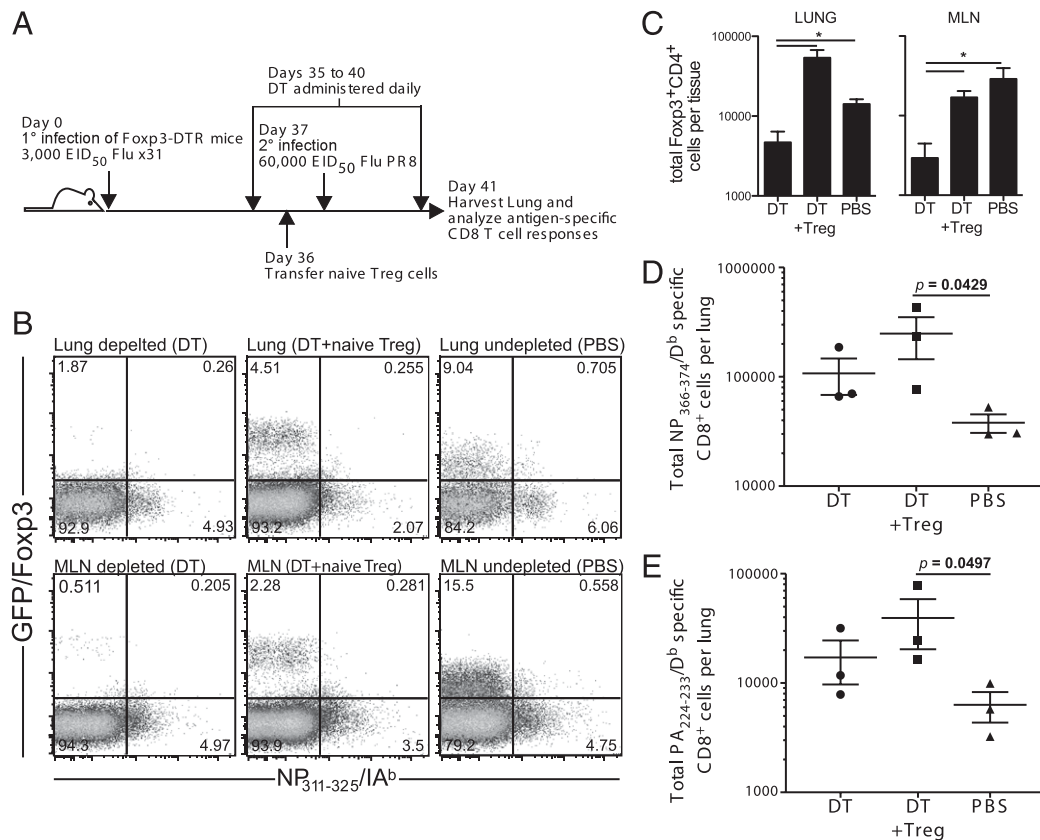 A
Day 0
1° infection of Foxp3-DTR mice
3,000 EID50 Flu x31
Days 35 to 40
DT administered daily
Day 37
2° infection
60,000 EID50 Flu PR8
Day 41
Harvest Lung and
analyze antigen-specific
CD8 T cell responses
Day 36
Transfer naive Treg cells
B
GFP/Foxp3
Lung depelted (DT)
1.87 0.26
92.9 4.93
Lung (DT+naive Treg)
4.51 0.255
93.2 2.07
Lung undepleted (PBS)
9.04 0.705
84.2 6.06
MLN depleted (DT)
0.511 0.205
94.3 4.97
MLN (DT+naive Treg)
2.28 0.281
93.9 3.5
MLN undepleted (PBS)
15.5 0.558
79.2 4.75
NP311-325/IAb
C
LUNG MLN
total Foxp3+CD4+
cells per tissue
100000
10000
1000
* *
DT DT PBS DT DT PBS
+Treg +Treg
D
Total NP366-374/Db specific
CD8+ cells per lung
1000000
100000
10000
p = 0.0429
DT DT PBS
+Treg
E
Total PA224-233/Db specific
CD8+ cells per lung
100000
10000
1000
p = 0.0497
DT DT PBS
+Treg